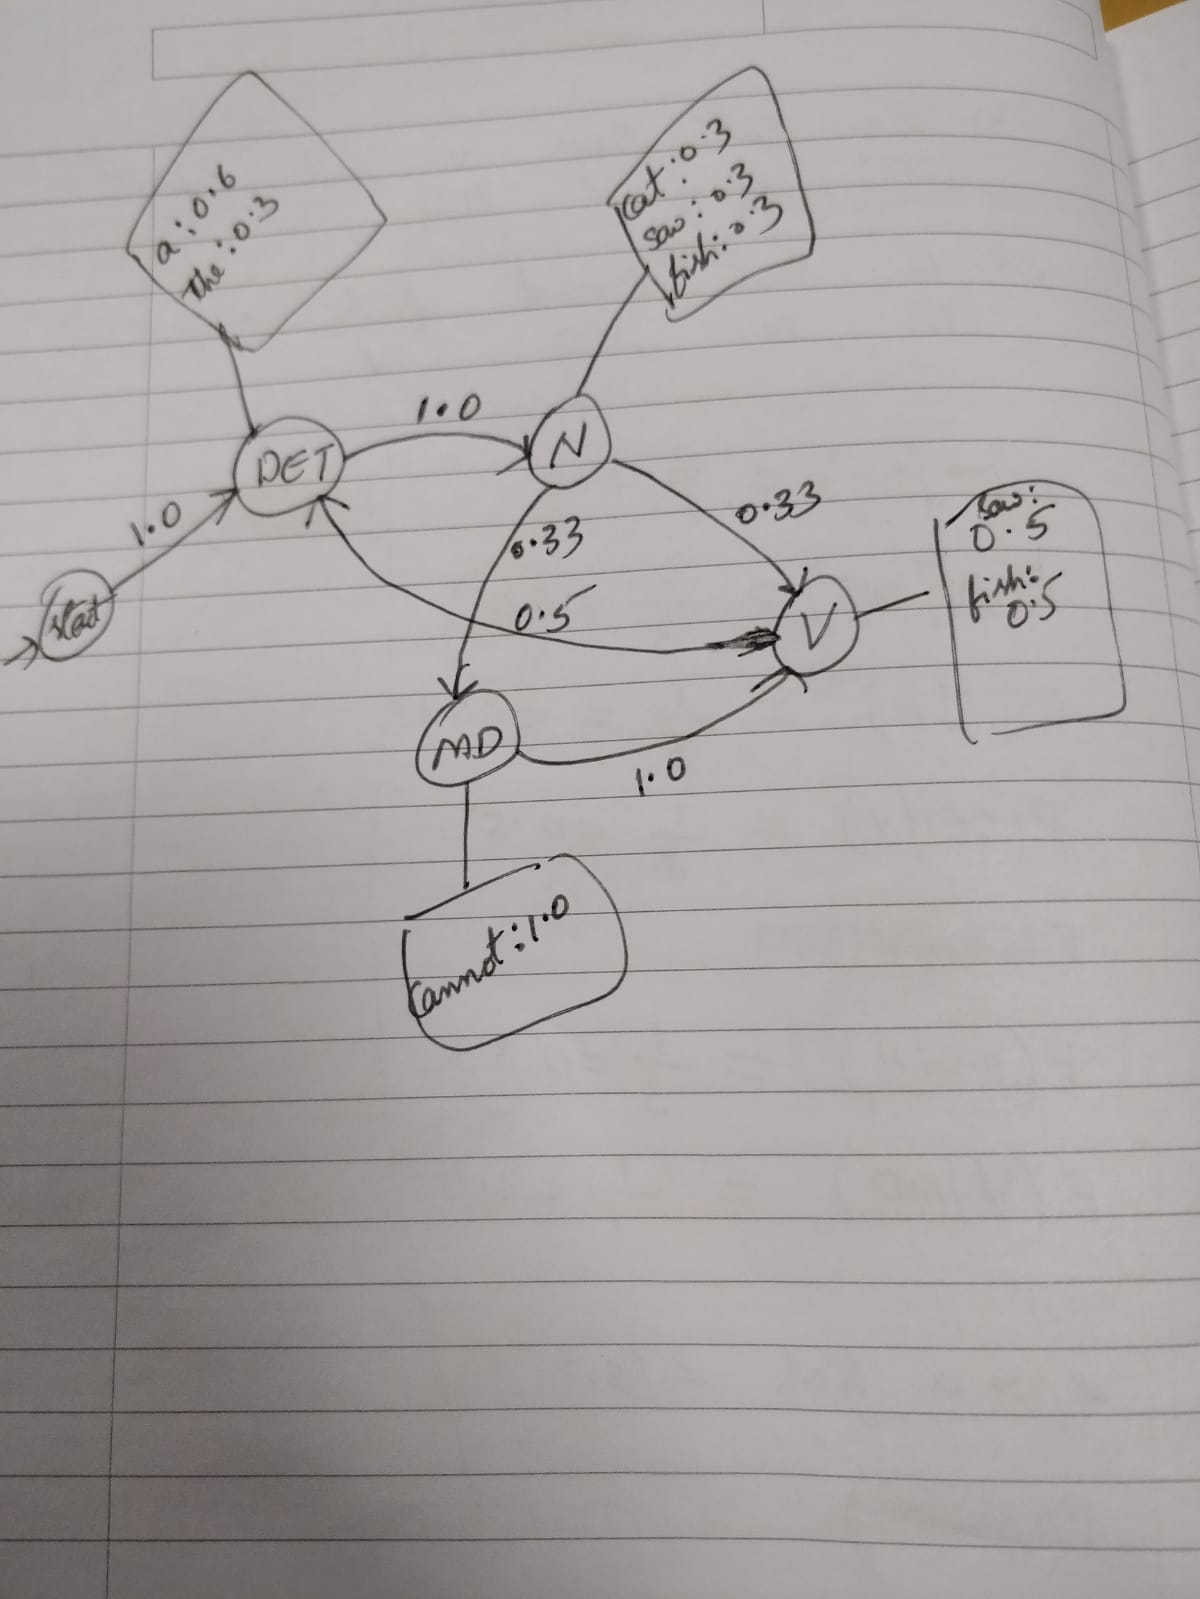 a : 0.6
the : 0.3
cat : 0.3
saw : 0.3
fish : 0.3
1.0
DET
N
1.0
0.33
0.33
saw :
0.5
fish :
0.5
start
0.5
V
MD
1.0
cannot : 1.0